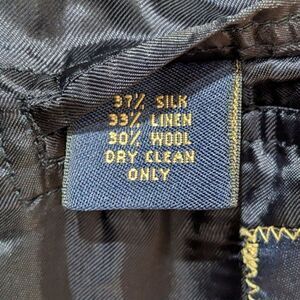 37% SILK
33% LINEN
30% WOOL
DRY CLEAN
ONLY